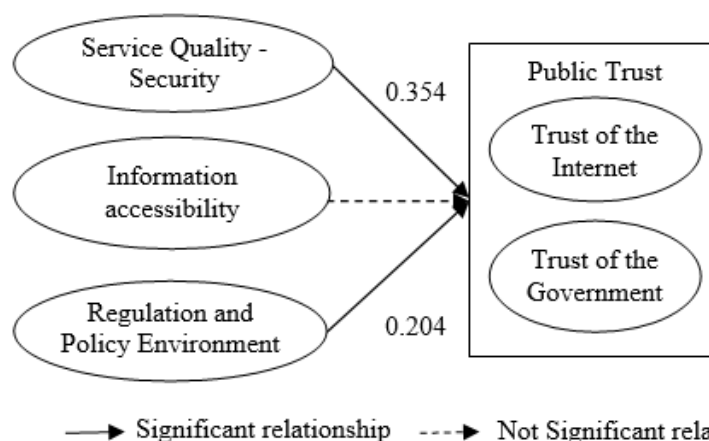 Service Quality -
Security
0.354
Public Trust
Trust of the
Internet
Information
accessibility
Trust of the
Government
Regulation and
Policy Environment
0.204
Significant relationship
Not Significant rela